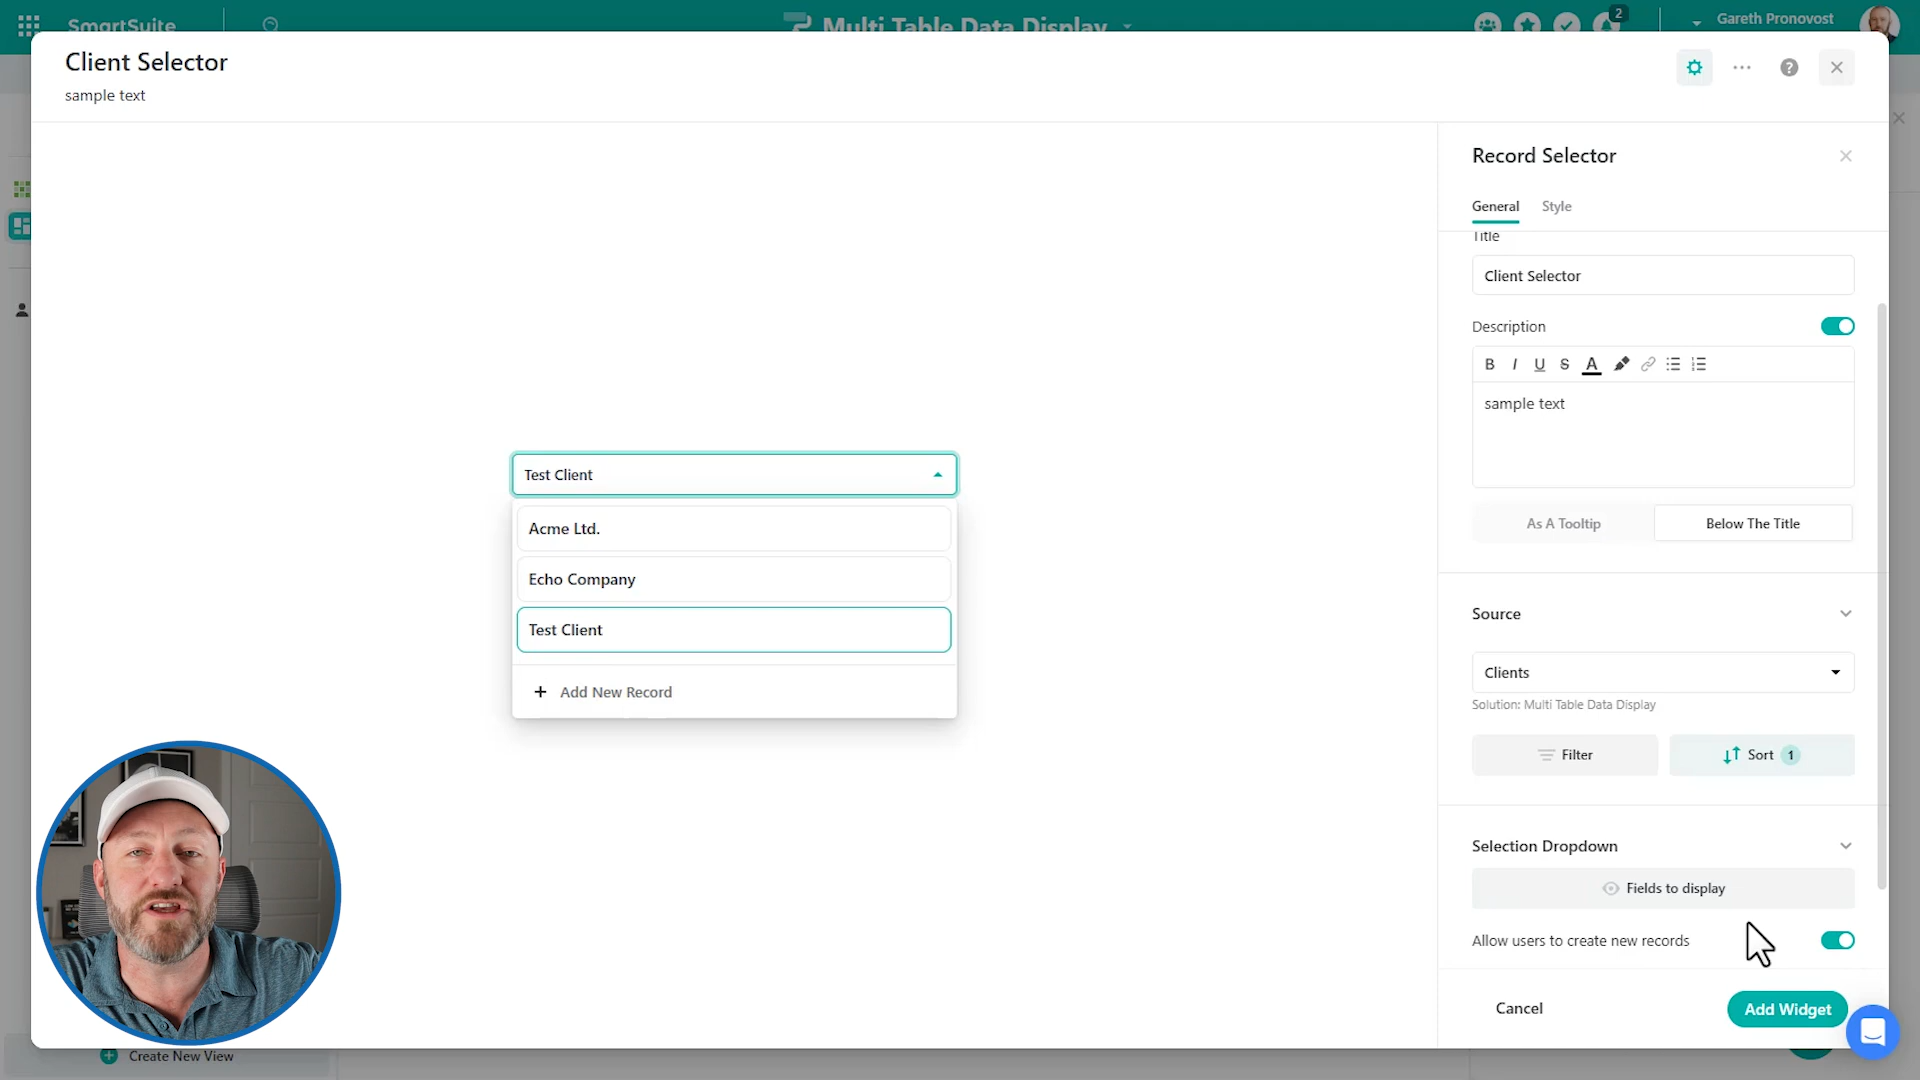 SmartSuite
Multi Table Data Display
2
Gareth Pronovost
Client Selector
sample text
Record Selector
General
Style
Title
Client Selector
Description
B I U S A
sample text
As A Tooltip
Below The Title
Test Client
Acme Ltd.
Echo Company
Test Client
+ Add New Record
Source
Clients
Solution: Multi Table Data Display
Filter
Sort 1
Selection Dropdown
Fields to display
Allow users to create new records
Cancel
Add Widget
Create New View